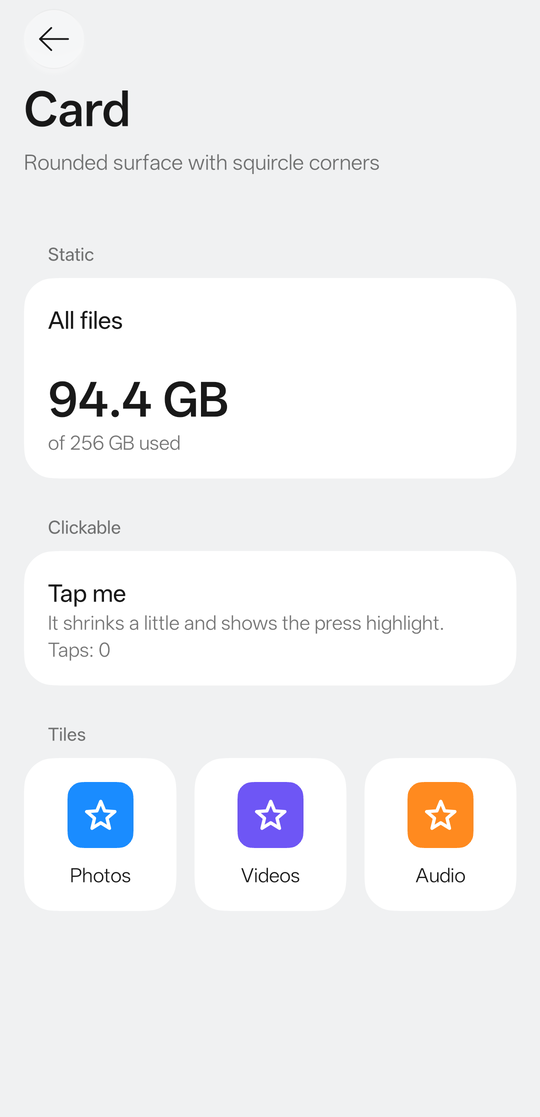 Card
Rounded surface with squircle corners
Static
All files
94.4 GB
of 256 GB used
Clickable
Tap me
It shrinks a little and shows the press highlight.
Taps: 0
Tiles
Photos
Videos
Audio